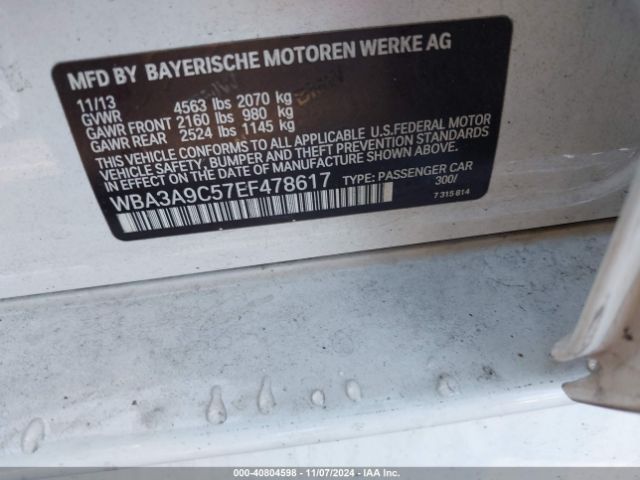 MFD BY BAYERISCHE MOTOREN WERKE AG
11/13
GVWR 4563 lbs 2070 kg
GAWR FRONT 2160 lbs 980 kg
GAWR REAR 2524 lbs 1145 kg
THIS VEHICLE CONFORMS TO ALL APPLICABLE U.S.FEDERAL MOTOR
VEHICLE SAFETY, BUMPER, AND THEFT PREVENTION STANDARDS
IN EFFECT ON THE DATE OF MANUFACTURE SHOWN ABOVE.
WBA3A9C57EF478617 TYPE: PASSENGER CAR
300/
7 315 814
000-40804598 - 11/07/2024 - IAA Inc.